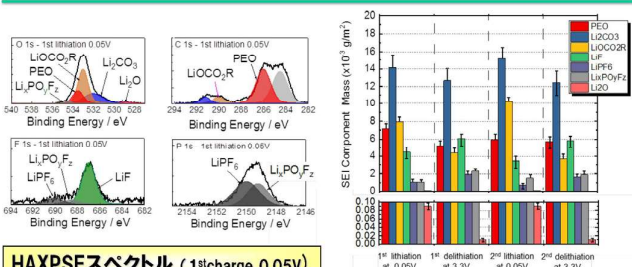 O 1s - 1st lithiation 0.05V
LiOCO2R
PEO
LixPOyFz
Li2CO3
Li2O
540 538 536 534 532 530 528 526
Binding Energy / eV
C 1s - 1st lithiation 0.05V
PEO
LiOCO2R
294 292 290 288 286 284 282
Binding Energy / eV
F 1s - 1st lithiation 0.05V
LixPOyFz
LiPF6
LiF
694 692 690 688 686 684 682
Binding Energy / eV
P 1s 1st lithiation 0.05V
LiPF6
LixPOyFz
2154 2152 2150 2148 2146
Binding Energy / eV
HAXPSEスペクトル ( 1stcharge 0.05V)
SEI Component Mass (x10³ g/m²)
20
18
16
14
12
10
8
6
4
2
0
0.10
0.08
0.06
0.04
0.02
0.00
PEO
Li2CO3
LiOCO2R
LiF
LiPF6
LixPOyFz
Li2O
1st lithiation 1st delithiation 2nd lithiation 2nd delithiation
at 0.05V at 3.3V at 0.05V at 3.3V